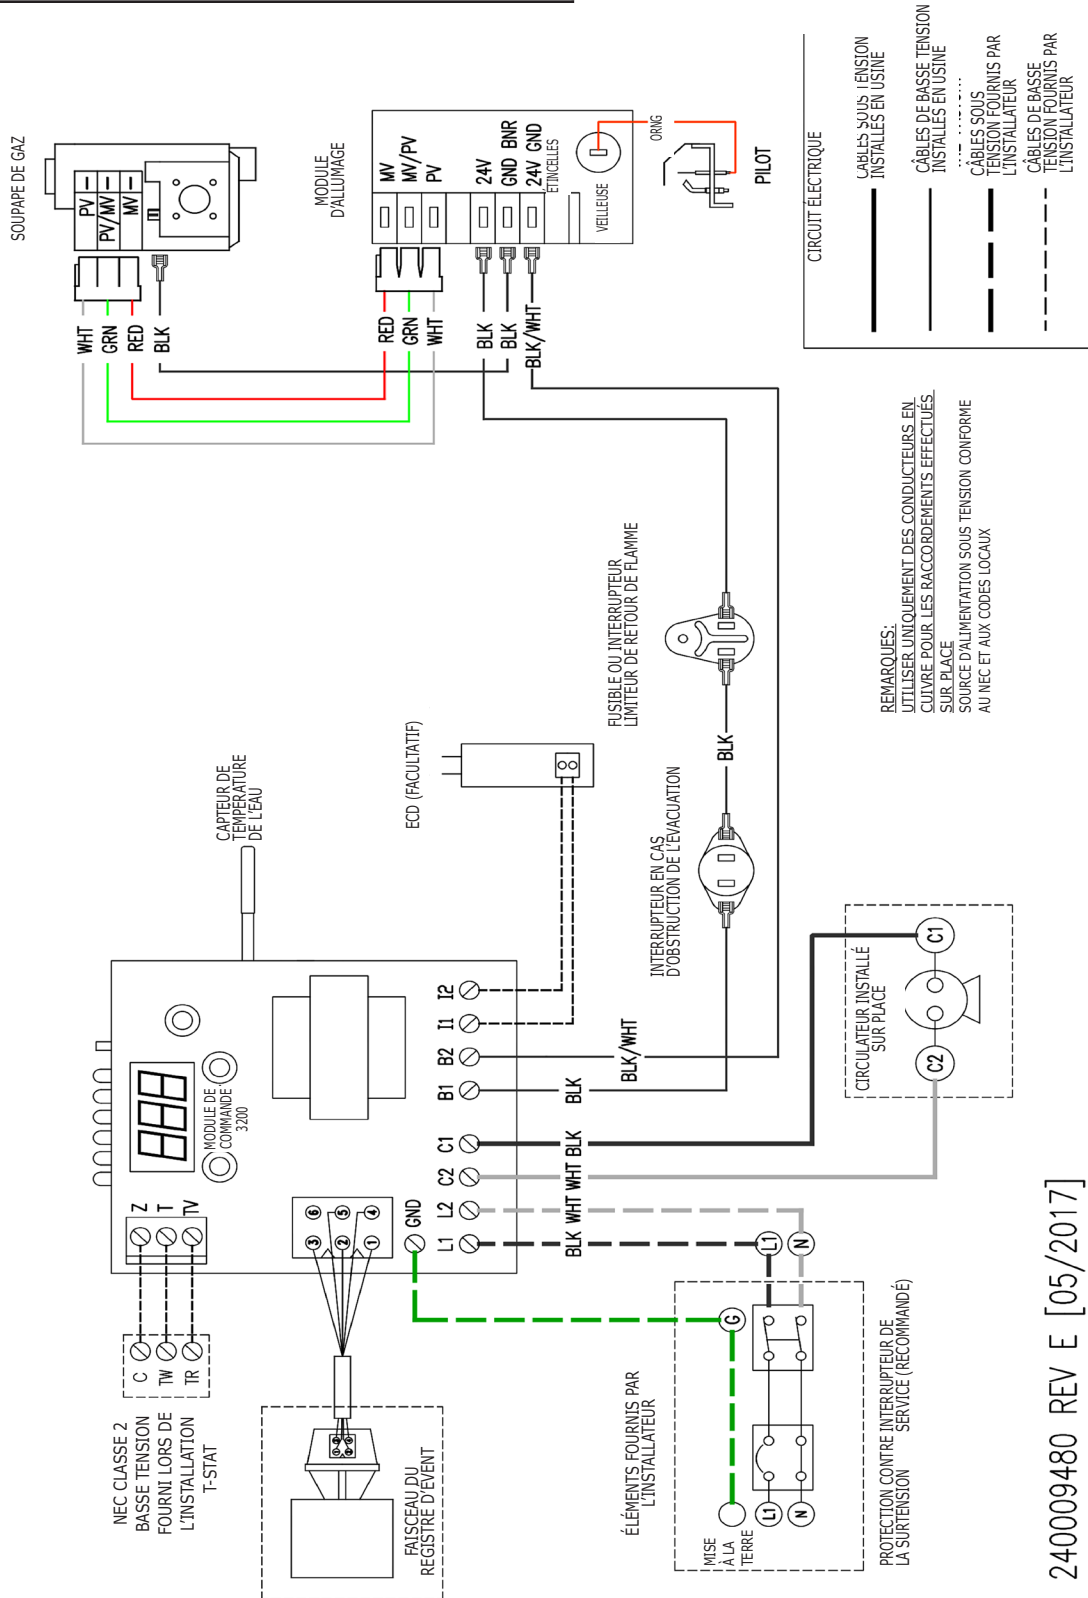 SOUPAPE DE GAZ
PV
PV/MV
MV
WHT
GRN
RED
BLK
MODULE
D'ALLUMAGE
MV
MV/PV
PV
24V
GND BNR
24V GND
ÉTINCELLES
VEILLEUSE
ORNG
PILOT
RED
GRN
WHT
BLK
BLK
BLK/WHT
CIRCUIT ÉLECTRIQUE
CÂBLES SOUS TENSION
INSTALLÉS EN USINE
CÂBLES DE BASSE TENSION
INSTALLÉS EN USINE
CÂBLES SOUS
TENSION FOURNIS PAR
L'INSTALLATEUR
CÂBLES DE BASSE
TENSION FOURNIS PAR
L'INSTALLATEUR
REMARQUES:
UTILISER UNIQUEMENT DES CONDUCTEURS EN
CUIVRE POUR LES RACCORDEMENTS EFFECTUÉS
SUR PLACE
SOURCE D'ALIMENTATION SOUS TENSION CONFORME
AU NEC ET AUX CODES LOCAUX
CAPTEUR DE
TEMPÉRATURE
DE L'EAU
ECD (FACULTATIF)
FUSIBLE OU INTERRUPTEUR
LIMITEUR DE RETOUR DE FLAMME
BLK
INTERRUPTEUR EN CAS
D'OBSTRUCTION DE L'ÉVACUATION
MODULE DE
COMMANDE
3200
888
Z
T
TV
C
TW
TR
NEC CLASSE 2
BASSE TENSION
FOURNI LORS DE
L'INSTALLATION
T-STAT
3
2
1
6
5
4
GND
L1
L2
C2
C1
B1
B2
I1
I2
BLK
WHT
WHT
BLK
BLK
BLK/WHT
CIRCULATEUR INSTALLÉ
SUR PLACE
C2
C1
FAISCEAU DU
REGISTRE D'ÉVENT
ÉLÉMENTS FOURNIS PAR
L'INSTALLATEUR
G
L1
N
MISE
À LA
TERRE
L1
N
PROTECTION CONTRE INTERRUPTEUR DE
LA SURTENSION SERVICE (RECOMMANDÉ)
240009480 REV E [05/2017]